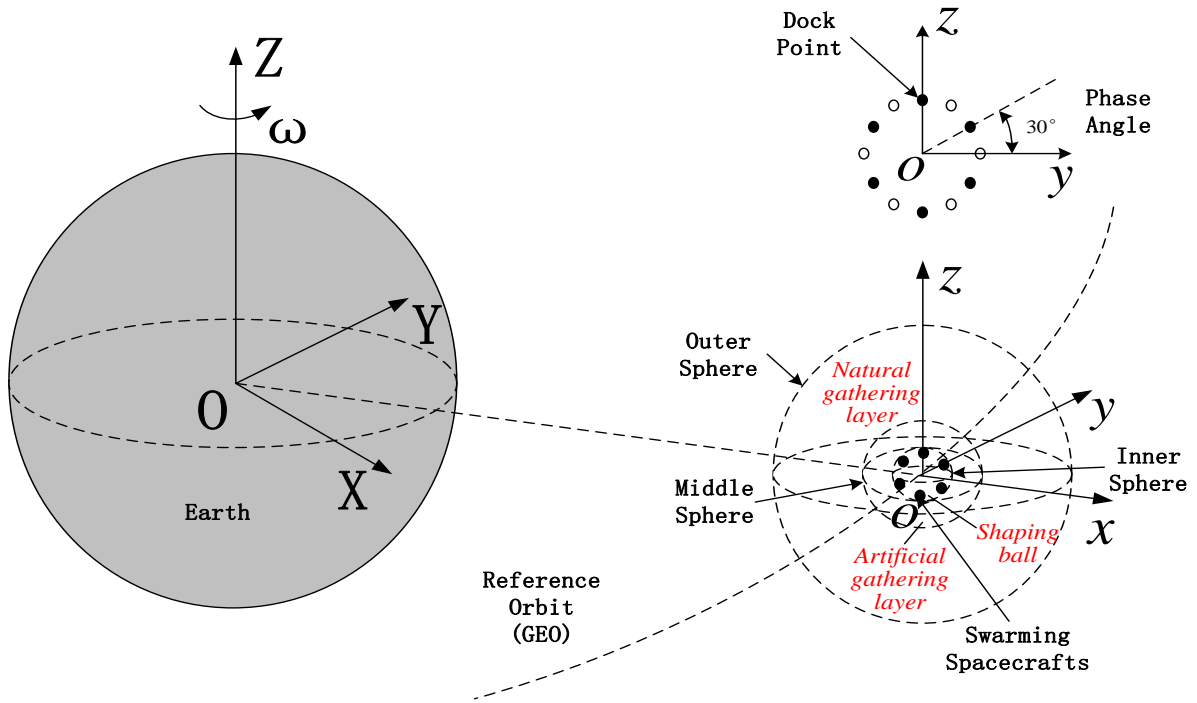 Z
ω
O
Y
X
Earth
Dock
Point
z
Phase
Angle
30°
o
y
z
Outer
Sphere
Natural
gathering
layer
y
Inner
Sphere
Middle
Sphere
o
x
Shaping
ball
Artificial
gathering
layer
Reference
Orbit
(GEO)
Swarming
Spacecrafts